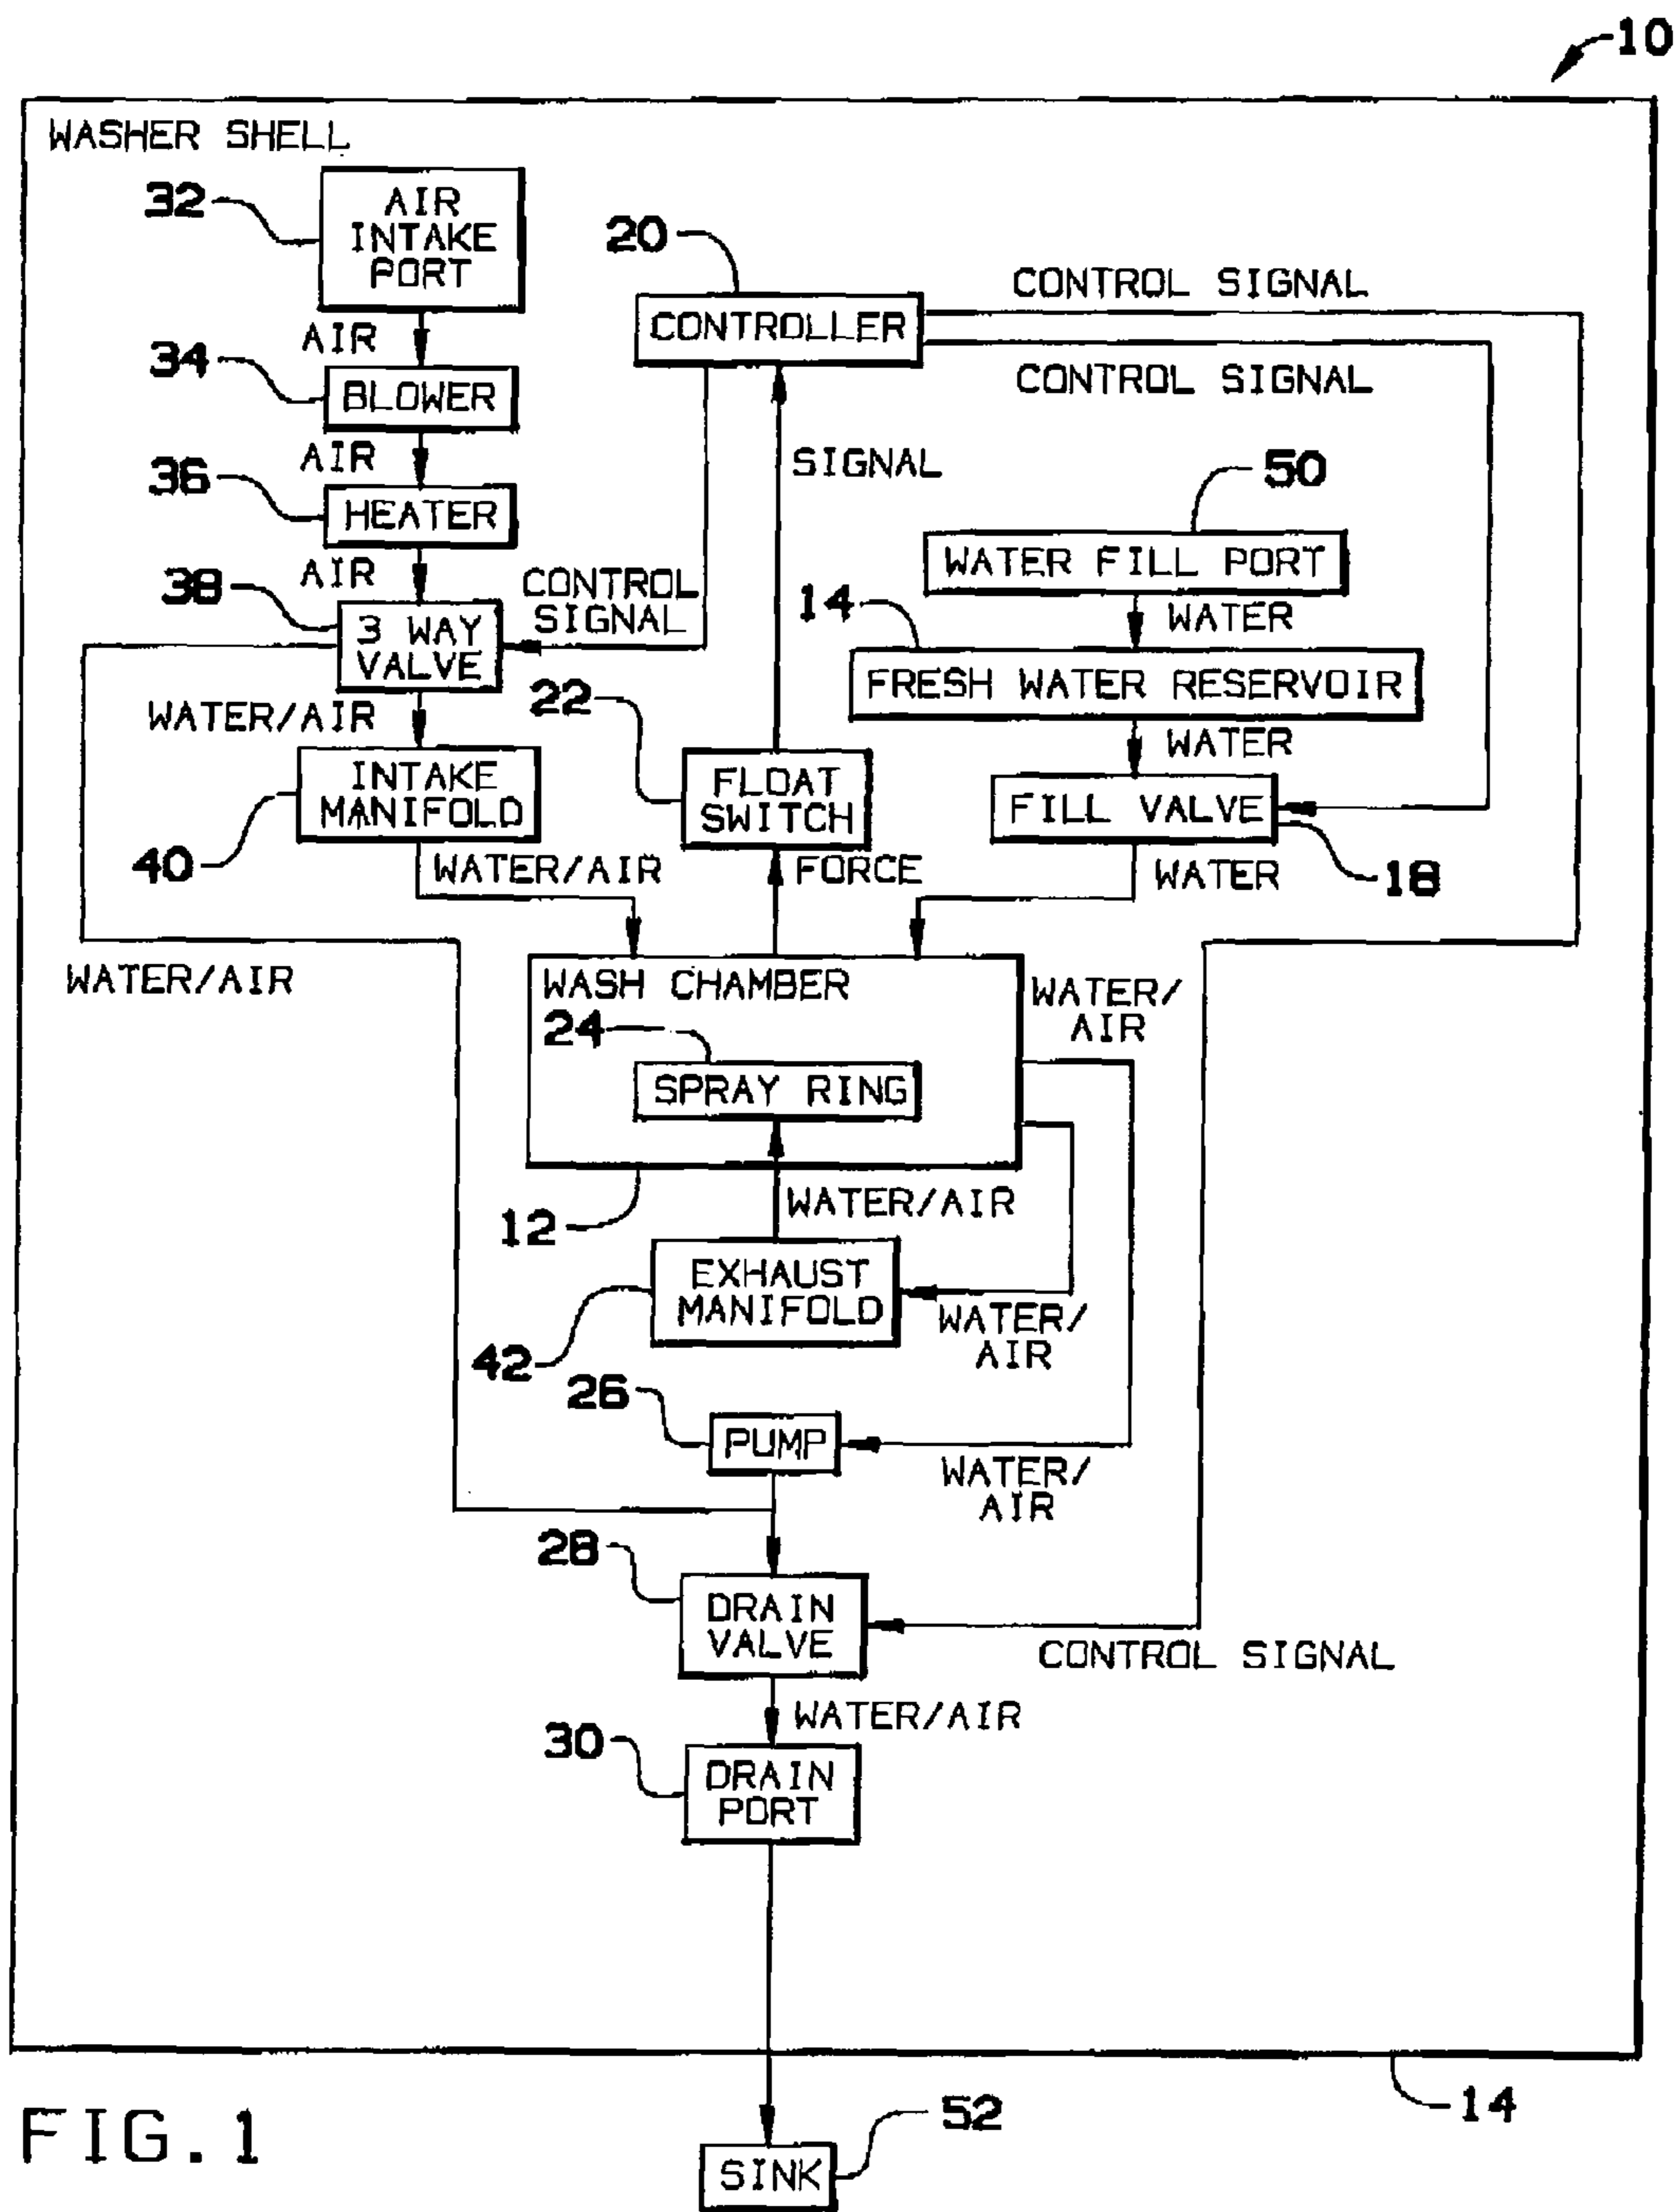 10
WASHER SHELL
32
AIR
INTAKE
PORT
20
CONTROL SIGNAL
CONTROLLER
AIR
34
BLOWER
CONTROL SIGNAL
AIR
SIGNAL
50
36
HEATER
WATER FILL PORT
AIR
38
CONTROL
SIGNAL
14
WATER
3 WAY
VALVE
FRESH WATER RESERVOIR
22
WATER/AIR
WATER
INTAKE
MANIFOLD
FLOAT
SWITCH
FILL VALVE
40
WATER/AIR
FORCE
WATER
18
WATER/AIR
WASH CHAMBER
WATER/
AIR
24
SPRAY RING
12
WATER/AIR
EXHAUST
MANIFOLD
WATER/
AIR
42
26
PUMP
WATER/
AIR
28
DRAIN
VALVE
CONTROL SIGNAL
WATER/AIR
30
DRAIN
PORT
14
FIG.1
52
SINK